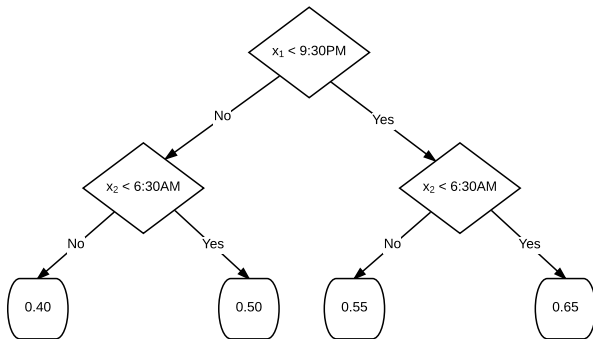 x₁ < 9:30PM
No
Yes
x₂ < 6:30AM
x₂ < 6:30AM
No
Yes
No
Yes
0.40
0.50
0.55
0.65